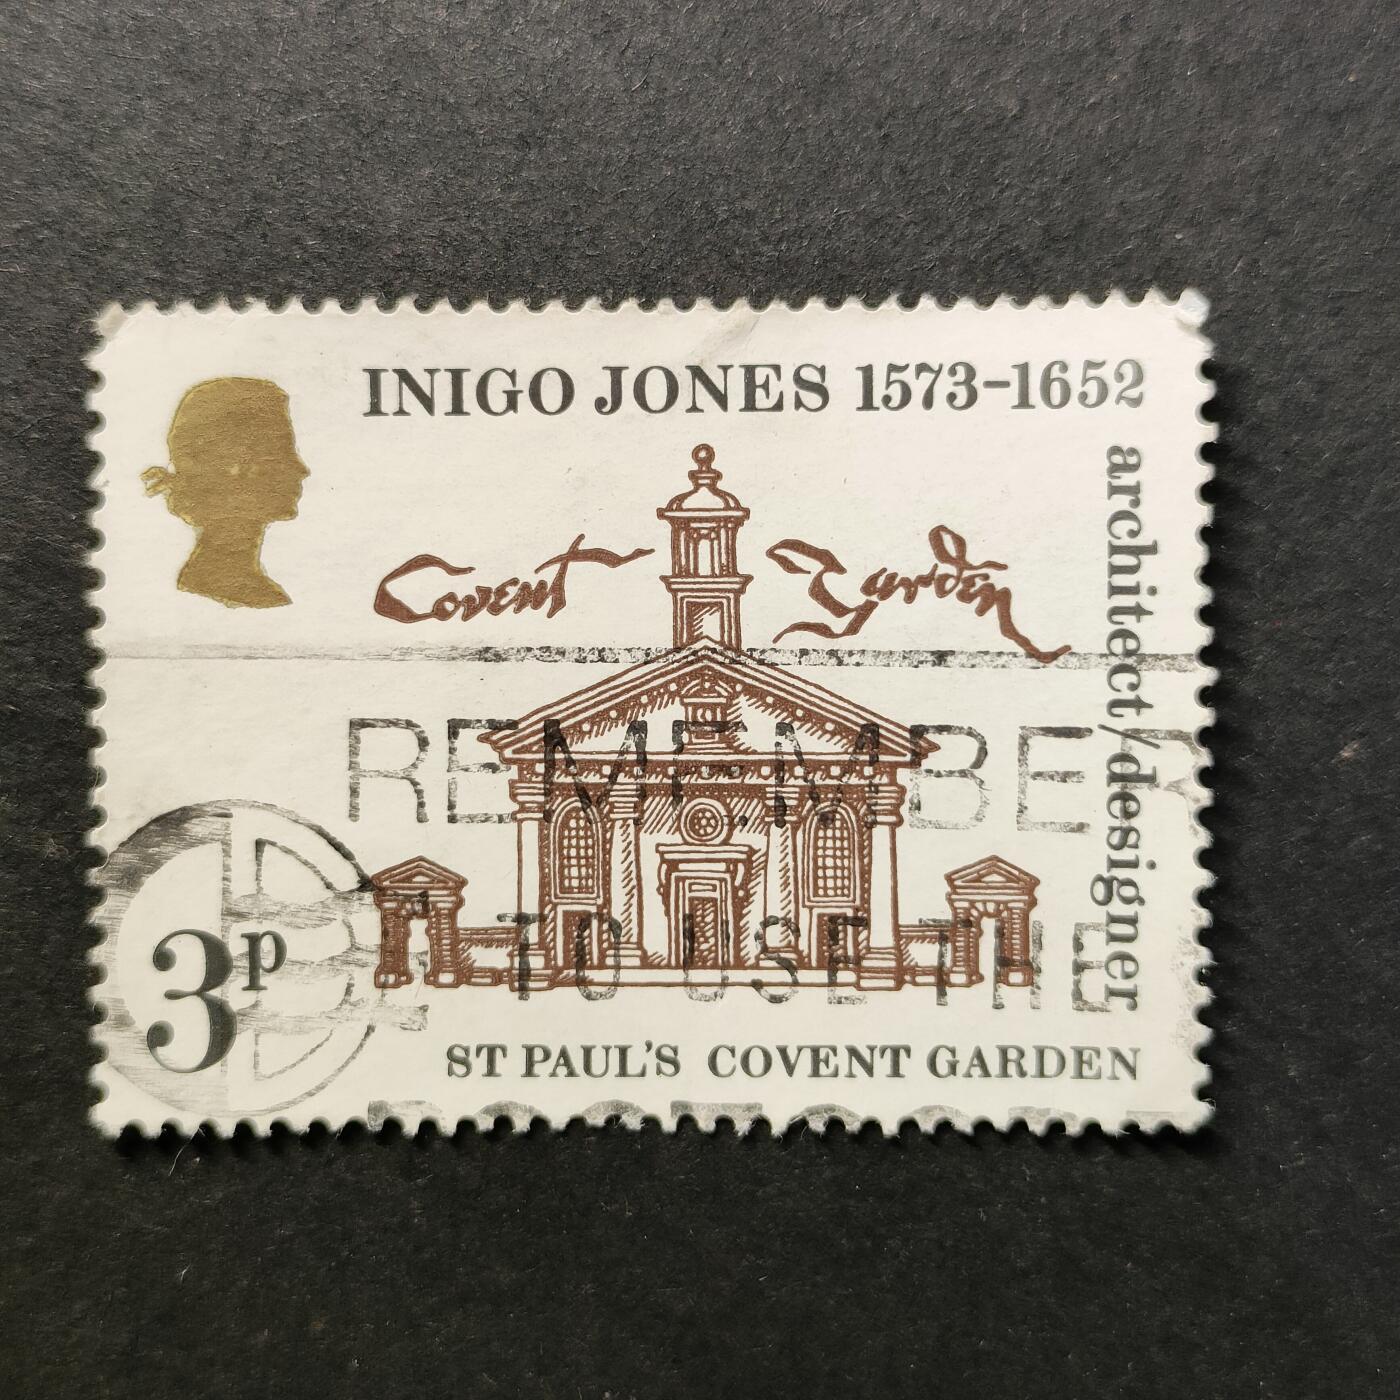 INIGO JONES 1573-1652
architect/designer
Covent Garden
REMEMBER
TO USE THE
3p
ST PAUL'S COVENT GARDEN